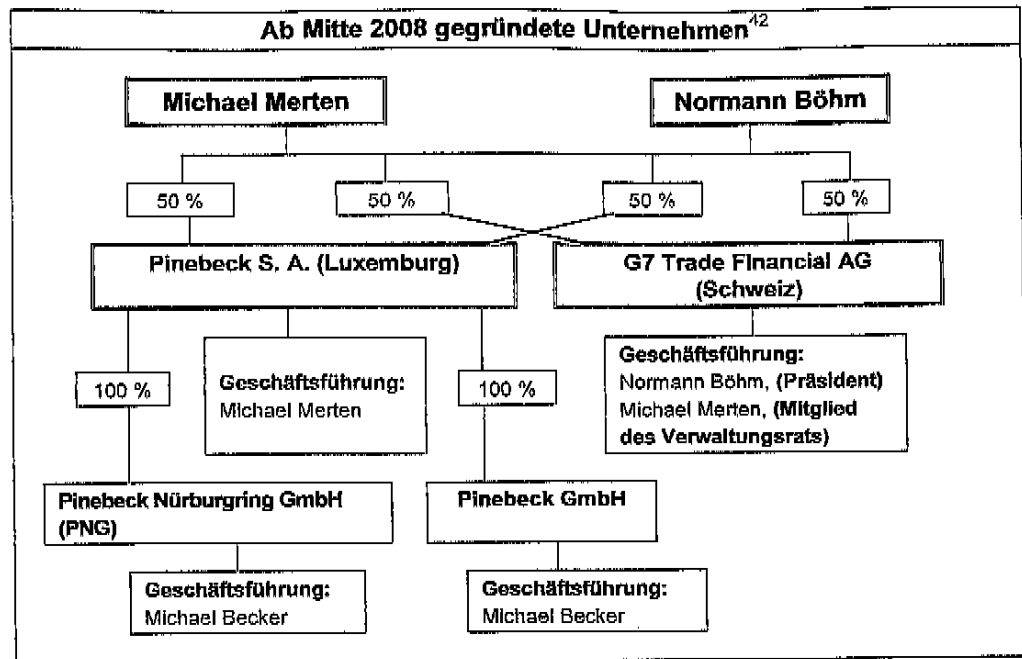 Ab Mitte 2008 gegründete Unternehmen42
Michael Merten
Normann Böhm
50 %
50 %
50 %
50 %
Pinebeck S. A. (Luxemburg)
G7 Trade Financial AG
(Schweiz)
100 %
Geschäftsführung:
Michael Merten
100 %
Geschäftsführung:
Normann Böhm, (Präsident)
Michael Merten, (Mitglied
des Verwaltungsrats)
Pinebeck Nürburgring GmbH
(PNG)
Pinebeck GmbH
Geschäftsführung:
Michael Becker
Geschäftsführung:
Michael Becker